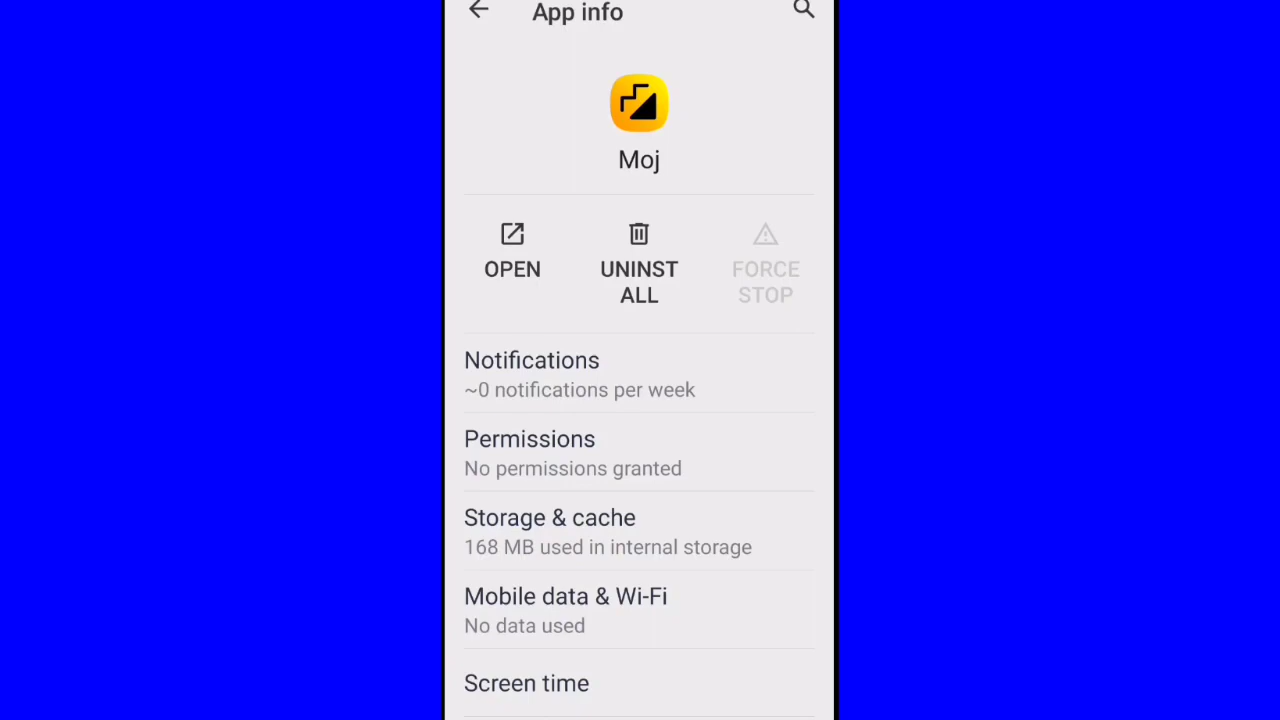 App info
Moj
OPEN
UNINST
ALL
FORCE
STOP
Notifications
~0 notifications per week
Permissions
No permissions granted
Storage & cache
168 MB used in internal storage
Mobile data & Wi-Fi
No data used
Screen time